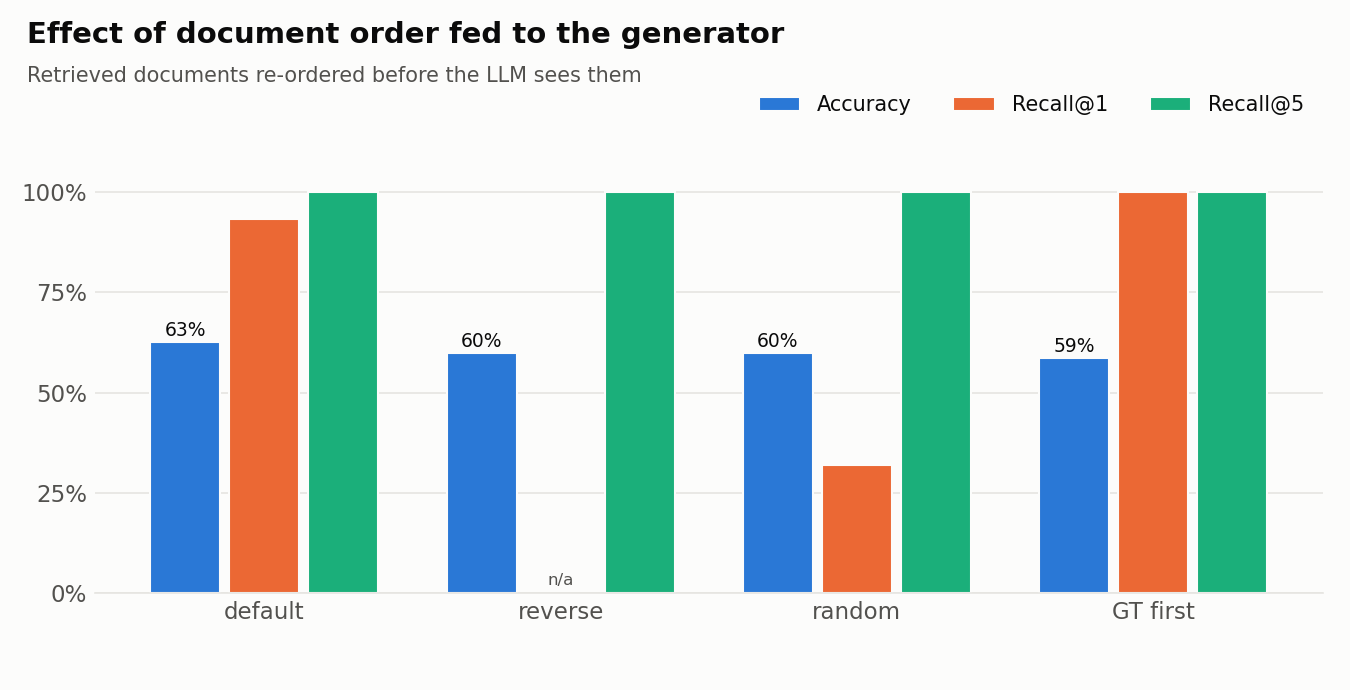 Effect of document order fed to the generator
Retrieved documents re-ordered before the LLM sees them
Accuracy Recall@1 Recall@5
100%
75%
50%
25%
0%
63%
60%
n/a
60%
59%
default reverse random GT first